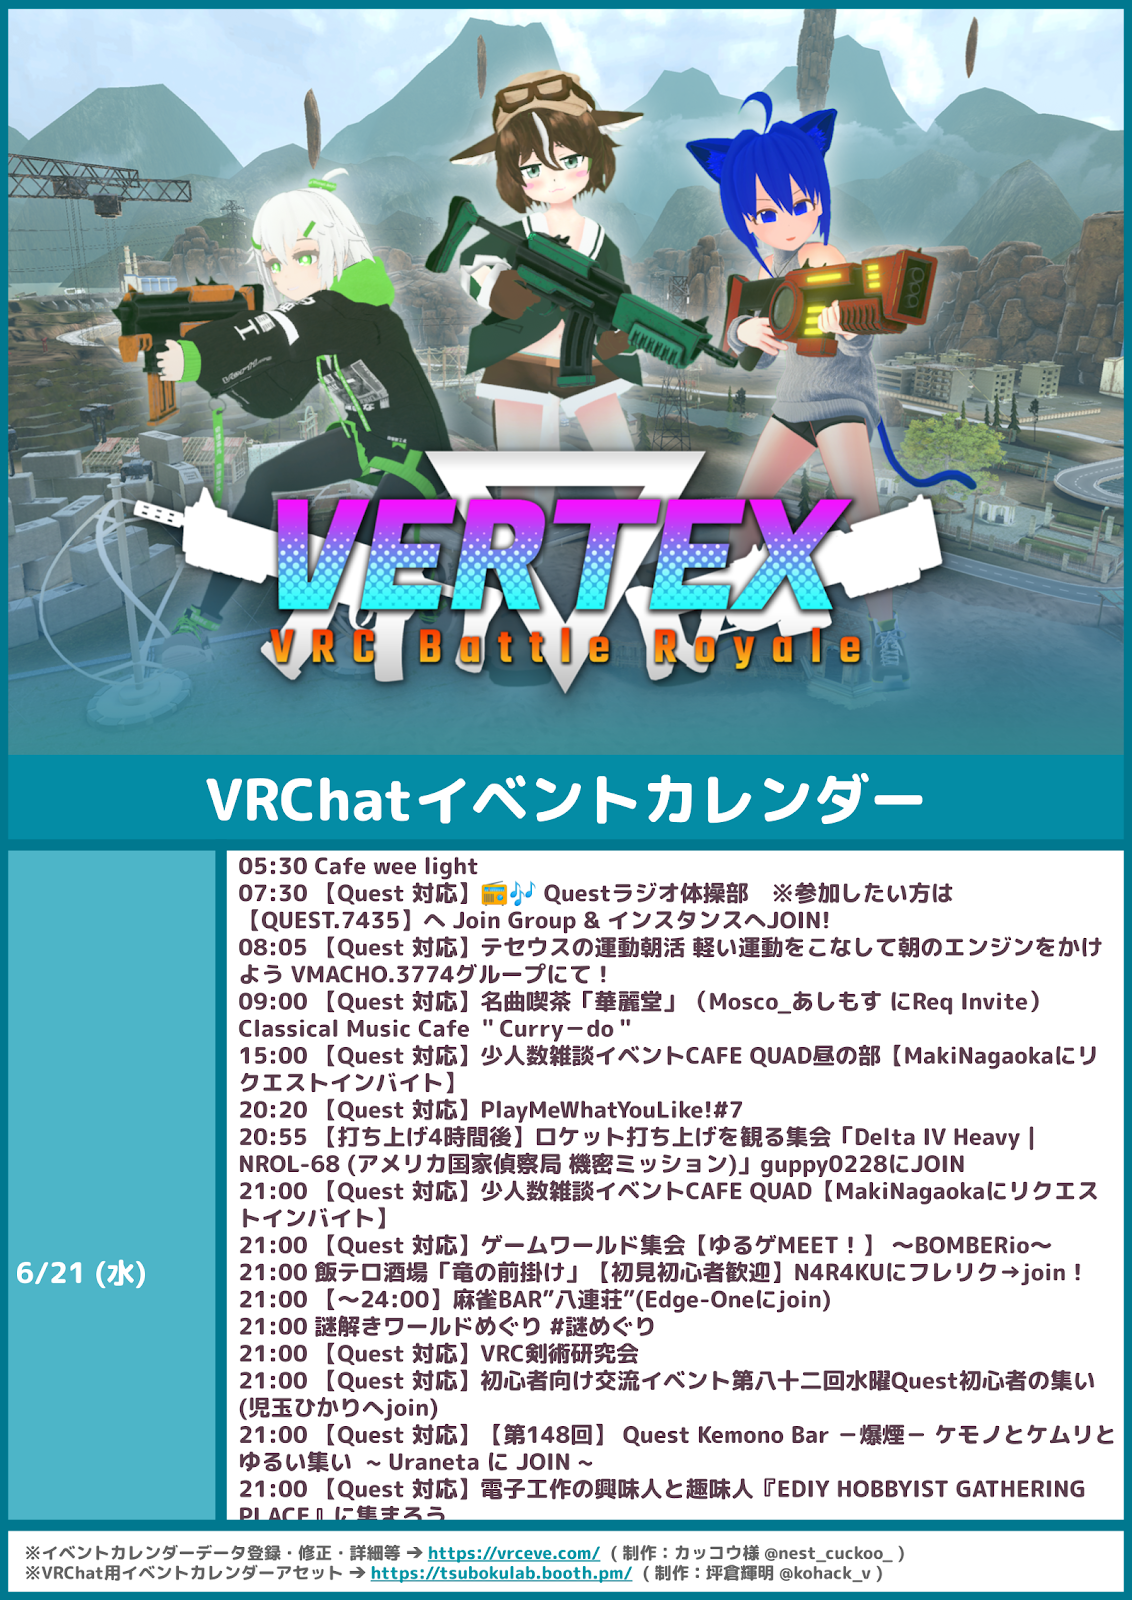 VERTEX
VRC Battle Royale
VRChatイベントカレンダー
6/21 (水)
05:30 Cafe wee light
07:30 【Quest 対応】📻🎶 Questラジオ体操部　※参加したい方は
【QUEST.7435】へ Join Group & インスタンスへJOIN!
08:05 【Quest 対応】テセウスの運動朝活 軽い運動をこなして朝のエンジンをかけ
よう VMACHO.3774グループにて！
09:00 【Quest 対応】名曲喫茶「華麗堂」（Mosco_あしもす にReq Invite）
Classical Music Cafe ＂Curry－do＂
15:00 【Quest 対応】少人数雑談イベントCAFE QUAD昼の部【MakiNagaokaにリ
クエストインバイト】
20:20 【Quest 対応】PlayMeWhatYouLike!#7
20:55 【打ち上げ4時間後】ロケット打ち上げを観る集会「Delta IV Heavy |
NROL-68 (アメリカ国家偵察局 機密ミッション)」guppy0228にJOIN
21:00 【Quest 対応】少人数雑談イベントCAFE QUAD【MakiNagaokaにリクエス
トインバイト】
21:00 【Quest 対応】ゲームワールド集会【ゆるゲMEET！】 ～BOMBERio～
21:00 飯テロ酒場「竜の前掛け」【初見初心者歓迎】N4R4KUにフレリク→join！
21:00 【～24:00】麻雀BAR”八連荘”(Edge-Oneにjoin)
21:00 謎解きワールドめぐり #謎めぐり
21:00 【Quest 対応】VRC剣術研究会
21:00 【Quest 対応】初心者向け交流イベント第八十二回水曜Quest初心者の集い
(児玉ひかりへjoin)
21:00 【Quest 対応】【第148回】 Quest Kemono Bar －爆煙－ ケモノとケムリと
ゆるい集い ～ Uraneta に JOIN ～
21:00 【Quest 対応】電子工作の興味人と趣味人『EDIY HOBBYIST GATHERING
PLACE』に集まろう
※イベントカレンダーデータ登録・修正・詳細等 ➔ https://vrceve.com/ ( 制作：カッコウ様 @nest_cuckoo_ )
※VRChat用イベントカレンダーアセット ➔ https://tsubokulab.booth.pm/ ( 制作：坪倉輝明 @kohack_v )